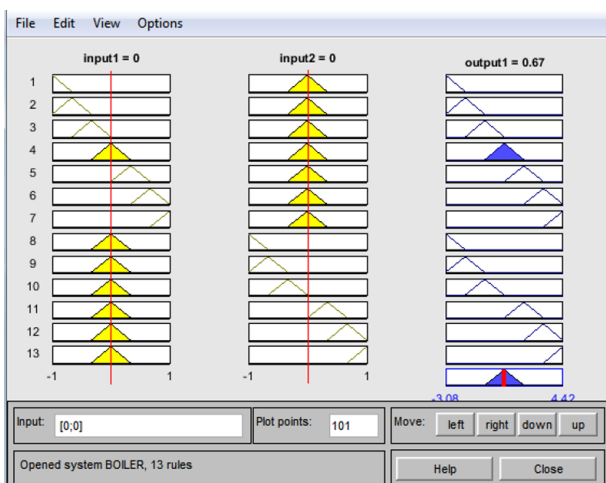 File Edit View Options
input1 = 0 input2 = 0 output1 = 0.67
1
2
3
4
5
6
7
8
9
10
11
12
13
-1 1 -1 1
-3.08 4.42
Input: [0;0] Plot points: 101 Move: left right down up
Opened system BOILER, 13 rules Help Close